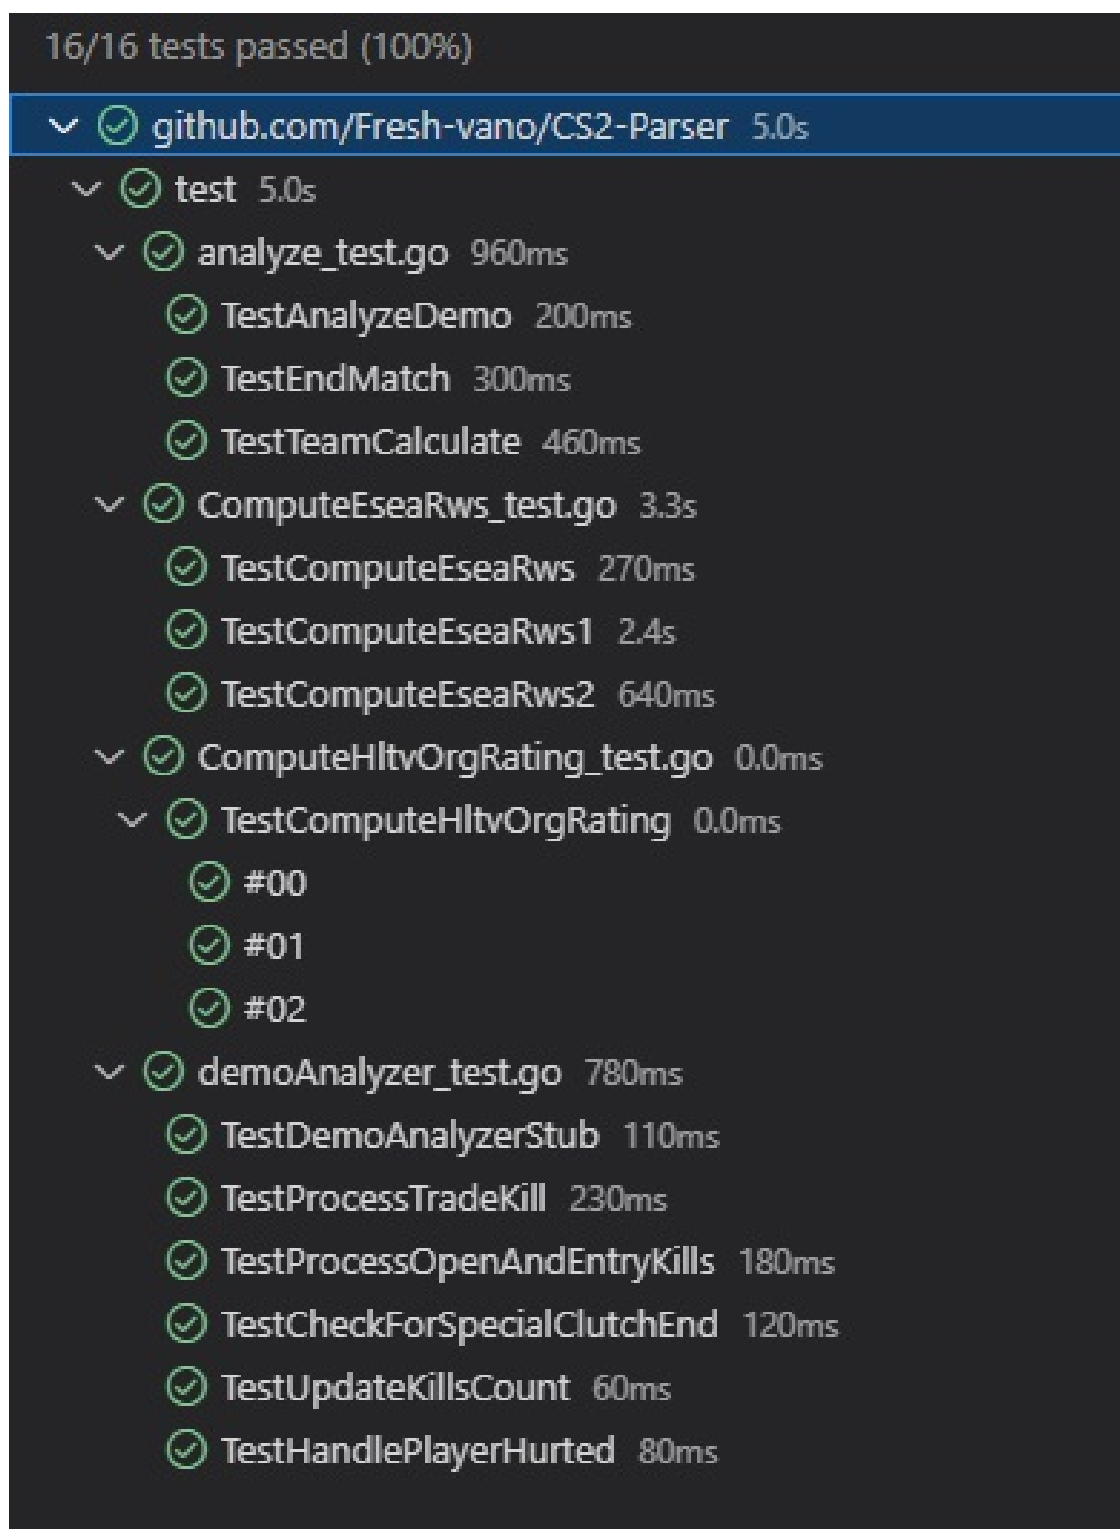 16/16 tests passed (100%)
github.com/Fresh-vano/CS2-Parser 5.0s
test 5.0s
analyze_test.go 960ms
TestAnalyzeDemo 200ms
TestEndMatch 300ms
TestTeamCalculate 460ms
ComputeEseaRws_test.go 3.3s
TestComputeEseaRws 270ms
TestComputeEseaRws1 2.4s
TestComputeEseaRws2 640ms
ComputeHltvOrgRating_test.go 0.0ms
TestComputeHltvOrgRating 0.0ms
#00
#01
#02
demoAnalyzer_test.go 780ms
TestDemoAnalyzerStub 110ms
TestProcessTradeKill 230ms
TestProcessOpenAndEntryKills 180ms
TestCheckForSpecialClutchEnd 120ms
TestUpdateKillsCount 60ms
TestHandlePlayerHurted 80ms